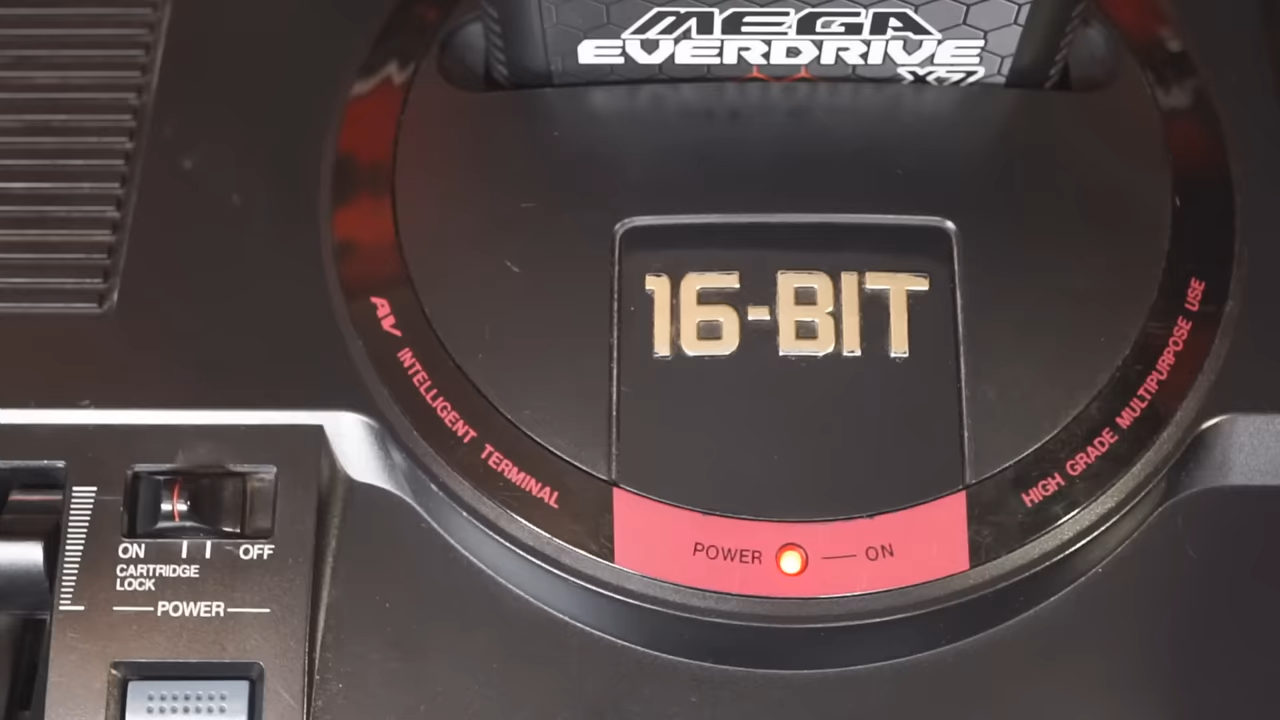 MEGA
EVERDRIVE
X7
16-BIT
AV INTELLIGENT TERMINAL
HIGH GRADE MULTIPURPOSE USE
POWER ON
ON OFF
CARTRIDGE
LOCK
POWER